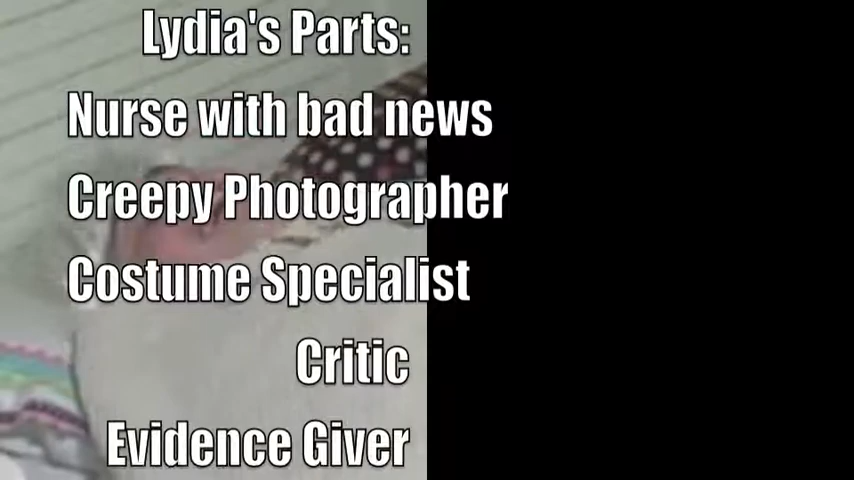 Lydia's Parts:
Nurse with bad news
Creepy Photographer
Costume Specialist
Critic
Evidence Giver